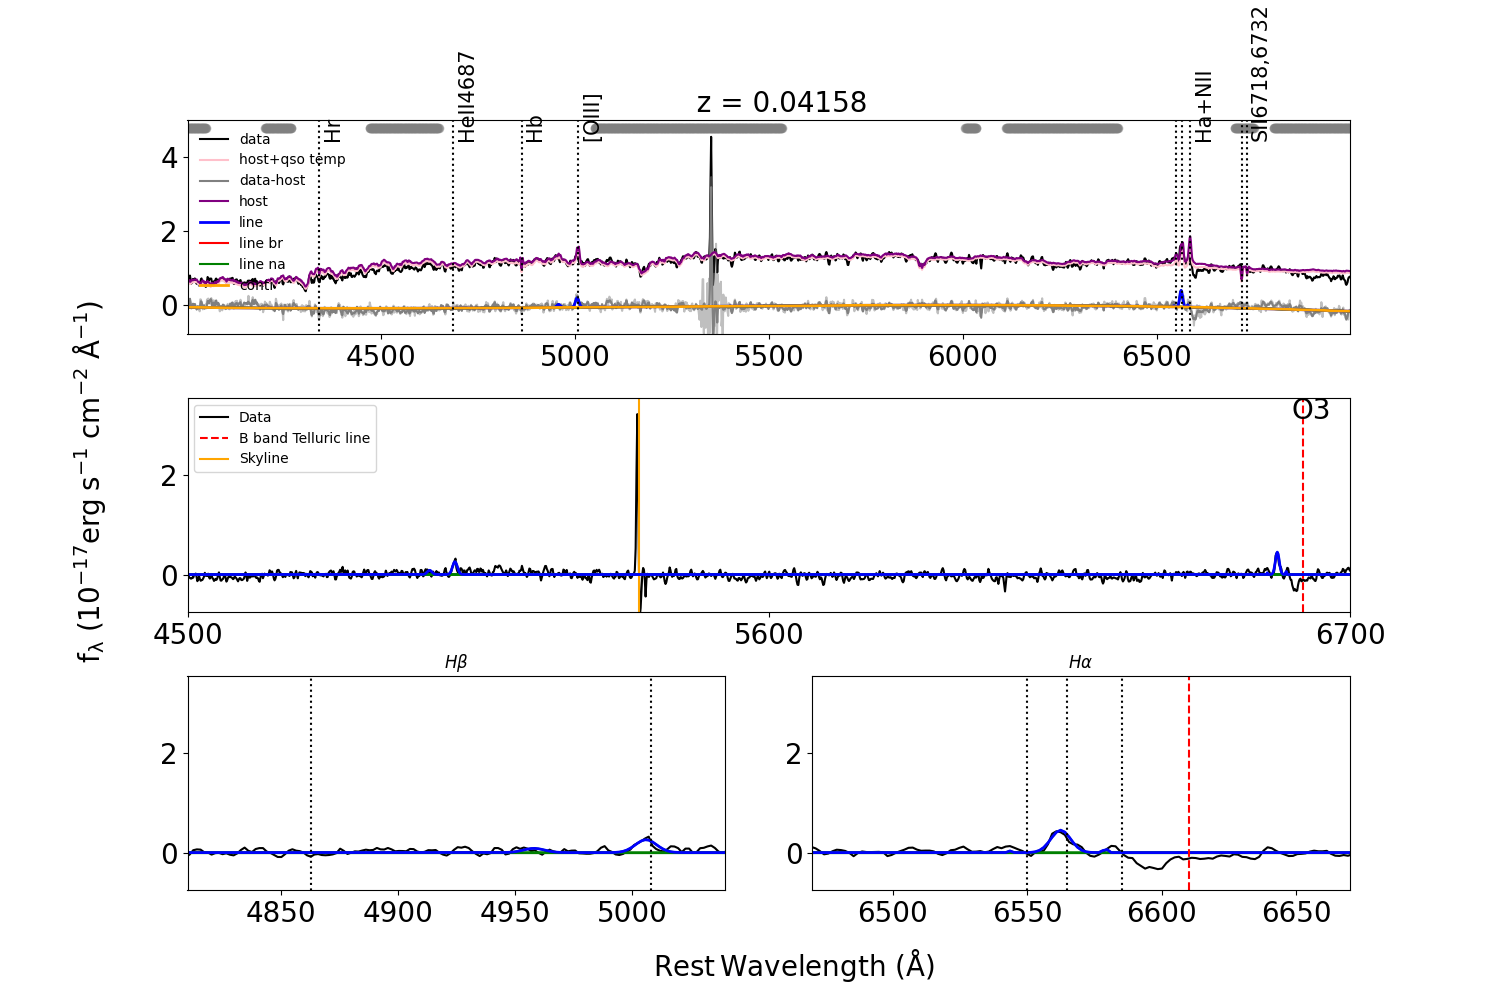 z = 0.04158
Hr
HeII4687
Hb
[OIII]
Ha+NII
SII6718,6732
data
host+qso temp
data-host
host
line
line br
line na
conti
4
2
0
4500
5000
5500
6000
6500
Data
B band Telluric line
Skyline
O3
2
0
4500
5600
6700
fλ (10⁻¹⁷erg s⁻¹ cm⁻² Å⁻¹)
Hβ
2
0
4850
4900
4950
5000
Hα
2
0
6500
6550
6600
6650
Rest Wavelength (Å)